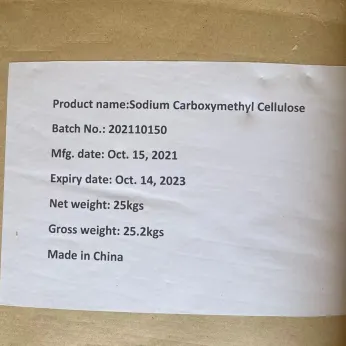 Product name:Sodium Carboxymethyl Cellulose
Batch No.: 202110150
Mfg. date: Oct. 15, 2021
Expiry date: Oct. 14, 2023
Net weight: 25kgs
Gross weight: 25.2kgs
Made in China